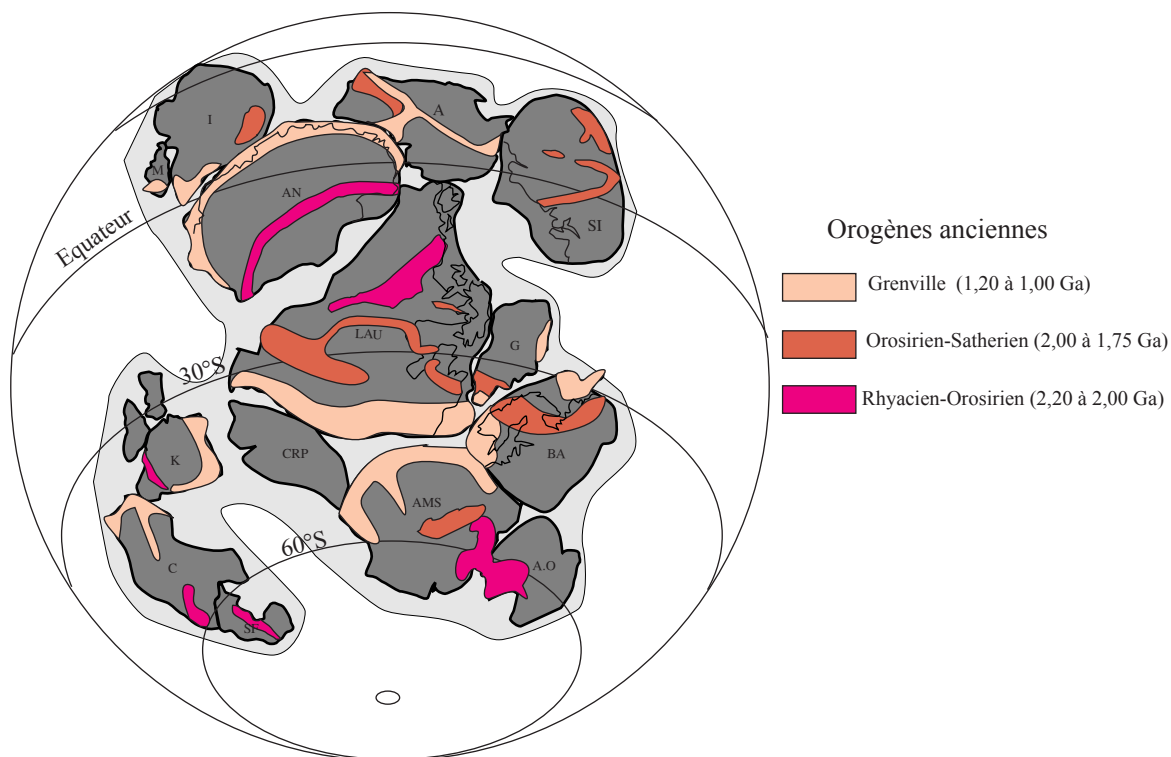 I
A
M
AN
SI
Equateur
LAU
G
30°S
K
CRP
BA
AMS
60°S
C
A.O
SF
Orogènes anciennes
Grenville (1,20 à 1,00 Ga)
Orosirien-Satherien (2,00 à 1,75 Ga)
Rhyacien-Orosirien (2,20 à 2,00 Ga)